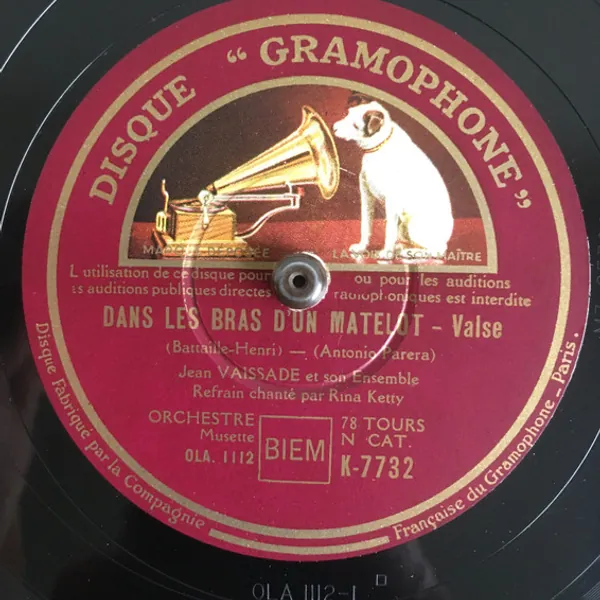 DISQUE “GRAMOPHONE”
LA VOIX DE SON MAÎTRE
L utilisation de ce disque pour ou pour les auditions
es auditions publiques directes radiophoniques est interdite
DANS LES BRAS D'UN MATELOT - Valse
(Battaille-Henri) — (Antonio Parera)
Jean VAISSADE et son Ensemble
Refrain chanté par Rina Ketty
ORCHESTRE
Musette
OLA. 1112
BIEM
78 TOURS
N CAT.
K-7732
Disque Fabriqué par la Compagnie Française du Gramophone - Paris.
OLA 1112-1